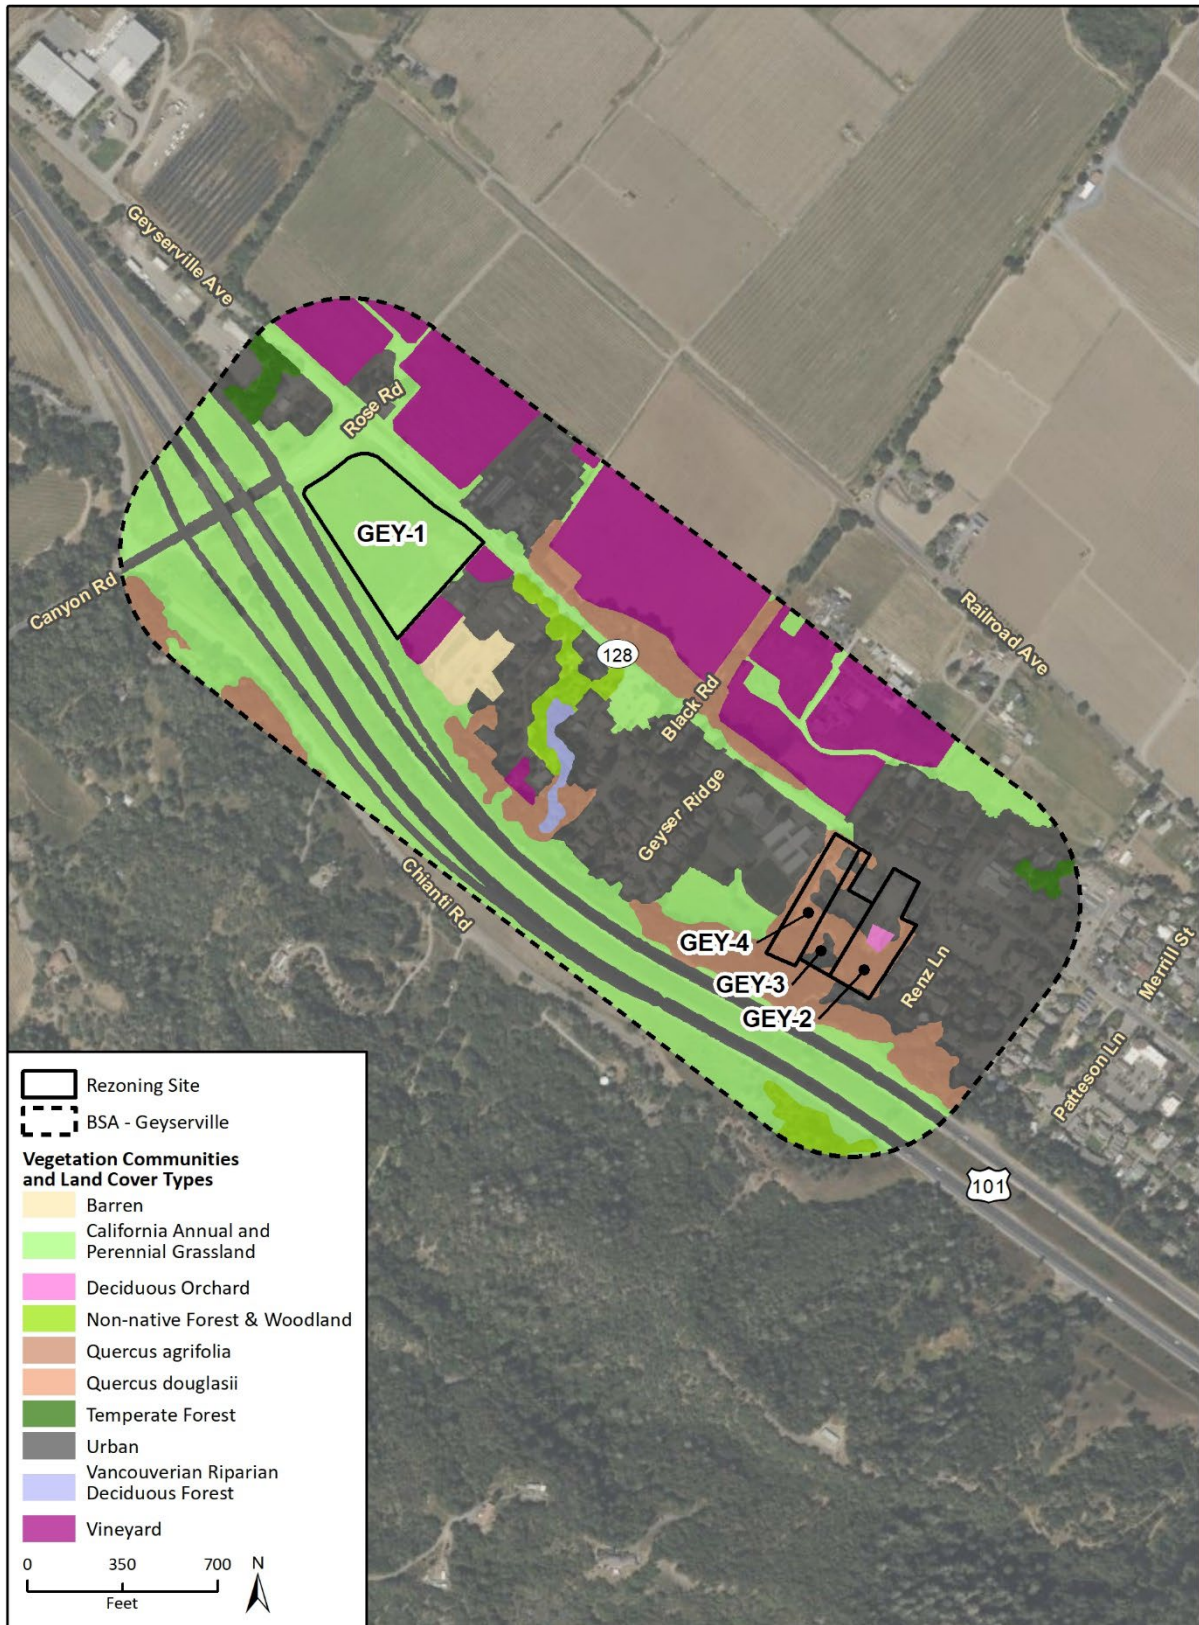 Geyserville Ave
Rose Rd
GEY-1
Canyon Rd
128
Railroad Ave
Black Rd
Geyser Ridge
Chianti Rd
GEY-4
GEY-3
GEY-2
Renz Ln
Merrill St
Patteson Ln
101
Rezoning Site
BSA - Geyserville
Vegetation Communities
and Land Cover Types
Barren
California Annual and
Perennial Grassland
Deciduous Orchard
Non-native Forest & Woodland
Quercus agrifolia
Quercus douglasii
Temperate Forest
Urban
Vancouverian Riparian
Deciduous Forest
Vineyard
0 350 700 N
Feet